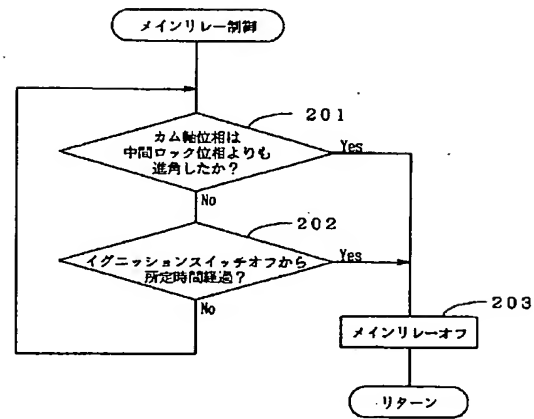 メインリレー制御
201
カム軸位相は
中間ロック位相よりも
進角したか？
Yes
No
202
イグニッションスイッチオフから
所定時間経過？
Yes
No
203
メインリレーオフ
リターン